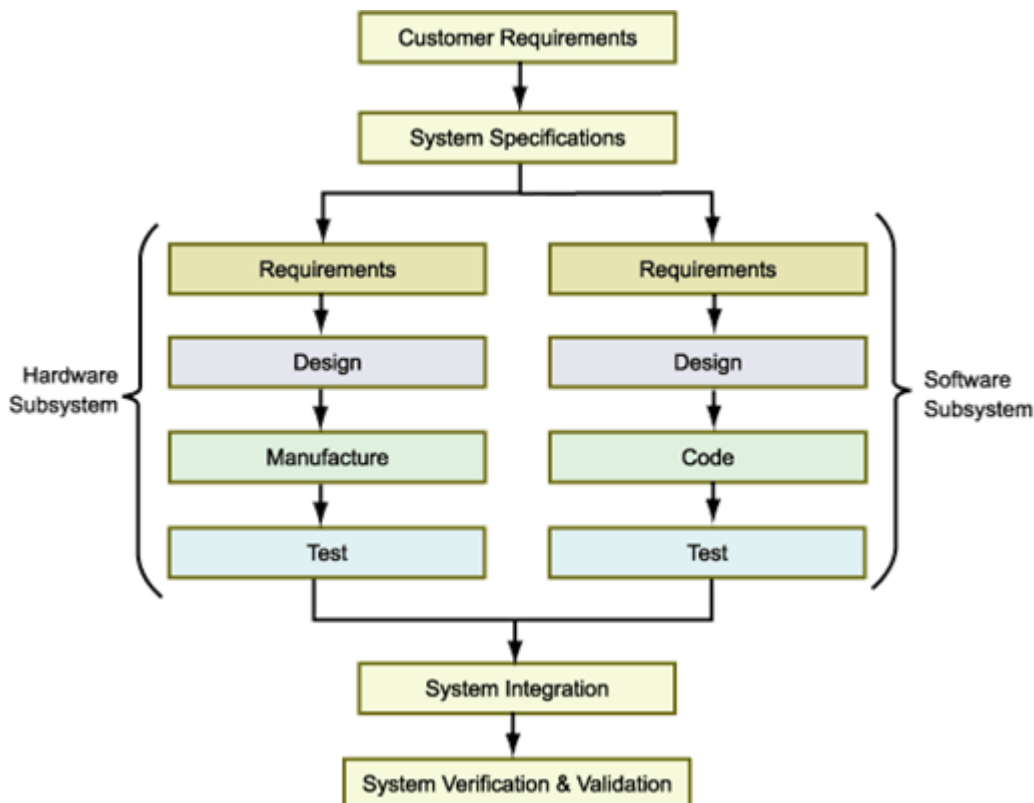 Customer Requirements
System Specifications
Hardware
Subsystem
Requirements
Design
Manufacture
Test
Requirements
Design
Code
Test
Software
Subsystem
System Integration
System Verification & Validation